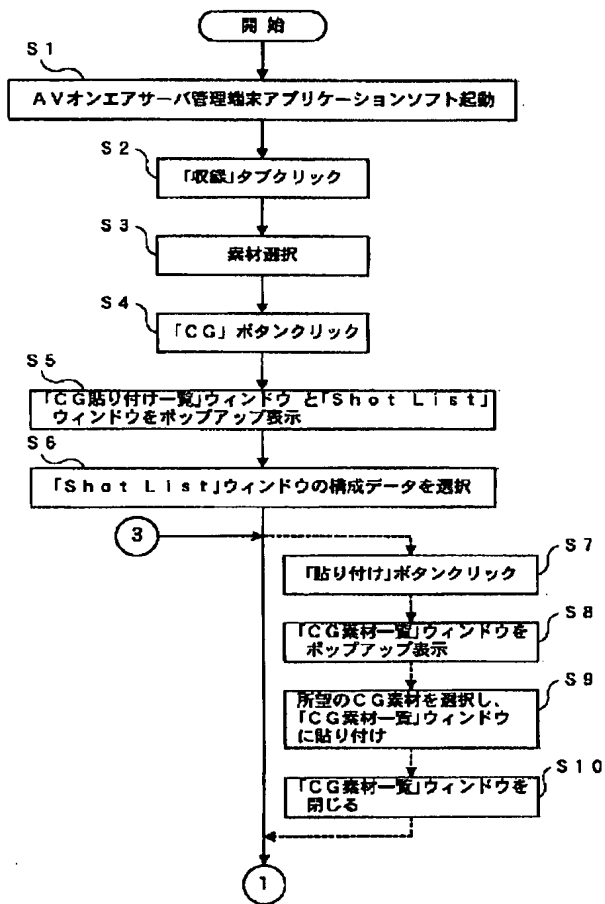 開 始
S1
AVオンエアサーバ管理端末アプリケーションソフト起動
S2
「収録」タブクリック
S3
素材選択
S4
「CG」ボタンクリック
S5
「CG貼り付け一覧」ウィンドウ と「Shot List」
ウィンドウをポップアップ表示
S6
「Shot List」ウィンドウの構成データを選択
3
S7
「貼り付け」ボタンクリック
S8
「CG素材一覧」ウィンドウを
ポップアップ表示
S9
所望のCG素材を選択し、
「CG素材一覧」ウィンドウ
に貼り付け
S10
「CG素材一覧」ウィンドウを
閉じる
1